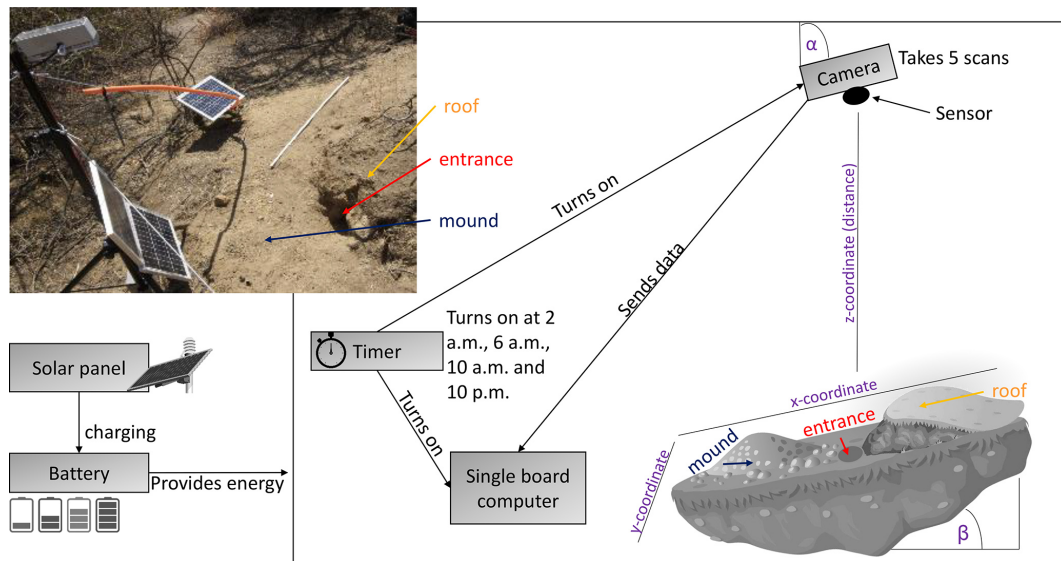 roof
entrance
mound
α
Camera
Takes 5 scans
Sensor
Turns on
Sends data
z-coordinate (distance)
Timer
Turns on at 2
a.m., 6 a.m.,
10 a.m. and
10 p.m.
Turns on
Single board
computer
Solar panel
charging
Battery
Provides energy
x-coordinate
roof
entrance
mound
y-coordinate
β